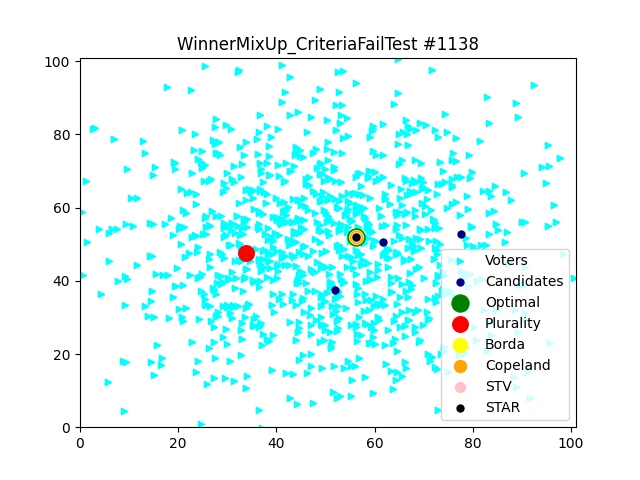 WinnerMixUp_CriteriaFailTest #1138
100
80
60
40
20
0
0 20 40 60 80 100
Voters
Candidates
Optimal
Plurality
Borda
Copeland
STV
STAR